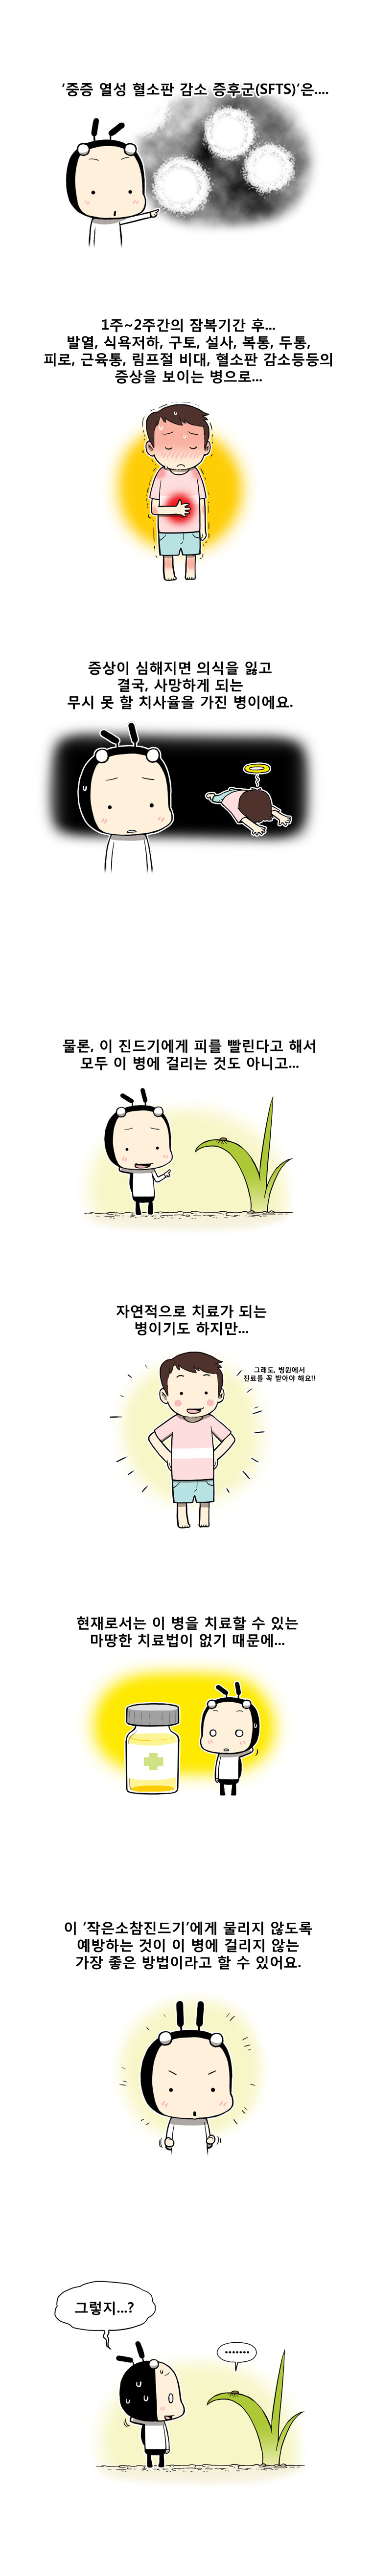 ‘중증 열성 혈소판 감소 증후군(SFTS)’은....
1주~2주간의 잠복기간 후...
발열, 식욕저하, 구토, 설사, 복통, 두통,
피로, 근육통, 림프절 비대, 혈소판 감소등등의
증상을 보이는 병으로...
증상이 심해지면 의식을 잃고
결국, 사망하게 되는
무시 못 할 치사율을 가진 병이에요.
물론, 이 진드기에게 피를 빨린다고 해서
모두 이 병에 걸리는 것도 아니고...
자연적으로 치료가 되는
병이기도 하지만...
그래도, 병원에서
진료를 꼭 받아야 해요!!
현재로서는 이 병을 치료할 수 있는
마땅한 치료법이 없기 때문에...
이 ‘작은소참진드기’에게 물리지 않도록
예방하는 것이 이 병에 걸리지 않는
가장 좋은 방법이라고 할 수 있어요.
그렇지...?
.......